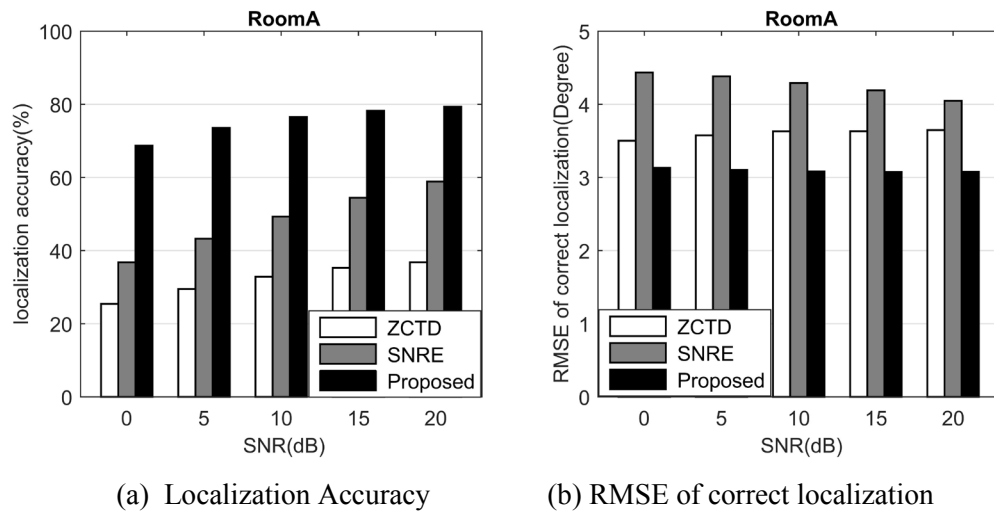 RoomA
localization accuracy(%)
100
80
60
40
20
0
0 5 10 15 20
SNR(dB)
ZCTD
SNRE
Proposed
(a) Localization Accuracy
RoomA
RMSE of correct localization(Degree)
5
4
3
2
1
0
0 5 10 15 20
SNR(dB)
ZCTD
SNRE
Proposed
(b) RMSE of correct localization